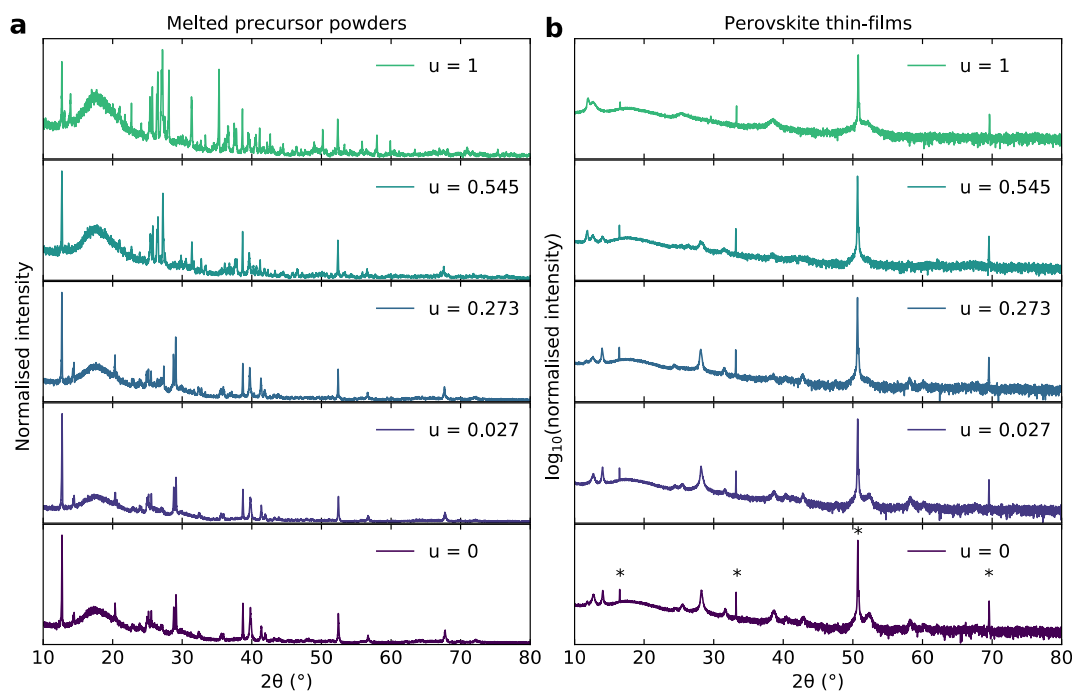 a
Melted precursor powders
Normalised intensity
u = 1
u = 0.545
u = 0.273
u = 0.027
u = 0
10 20 30 40 50 60 70 80
2θ (°)
b
Perovskite thin-films
log₁₀(normalised intensity)
u = 1
u = 0.545
u = 0.273
u = 0.027
*
u = 0
* * *
10 20 30 40 50 60 70 80
2θ (°)